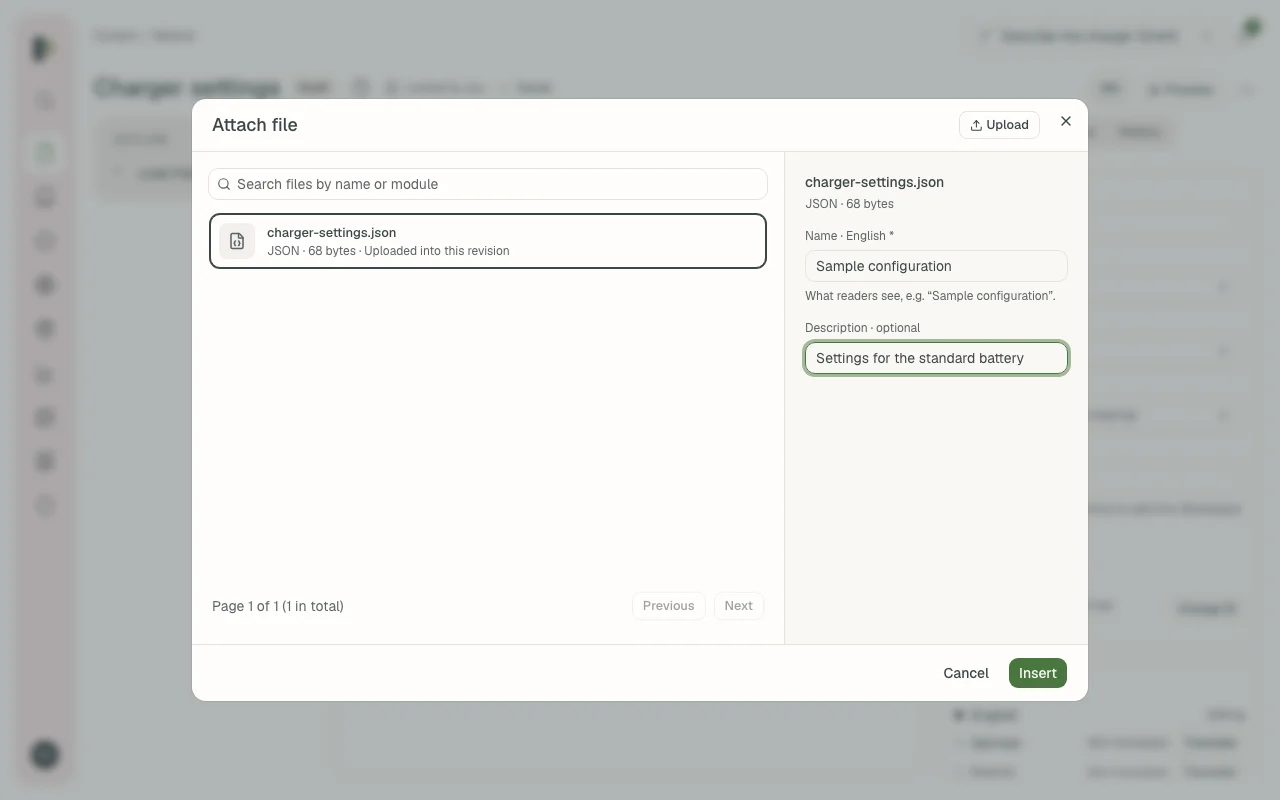 Charger settings
Attach file
Upload
Search files by name or module
charger-settings.json
JSON · 68 bytes · Uploaded into this revision
Page 1 of 1 (1 in total)
Previous
Next
charger-settings.json
JSON · 68 bytes
Name · English *
Sample configuration
What readers see, e.g. “Sample configuration”.
Description · optional
Settings for the standard battery
Cancel
Insert